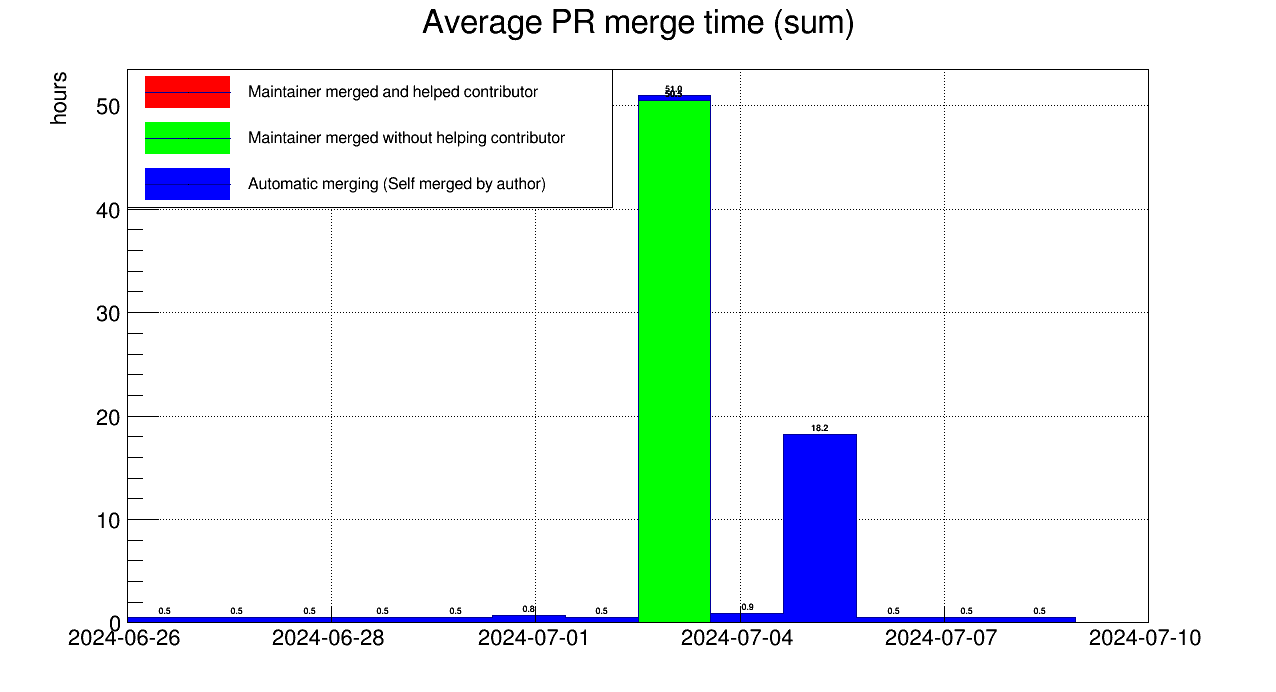 Average PR merge time (sum)
hours
Maintainer merged and helped contributor
Maintainer merged without helping contributor
Automatic merging (Self merged by author)
50
40
30
20
10
0
51.0
18.2
0.5 0.5 0.5 0.5 0.5 0.8 0.5 0.9 0.5 0.5 0.5
2024-06-26 2024-06-28 2024-07-01 2024-07-04 2024-07-07 2024-07-10